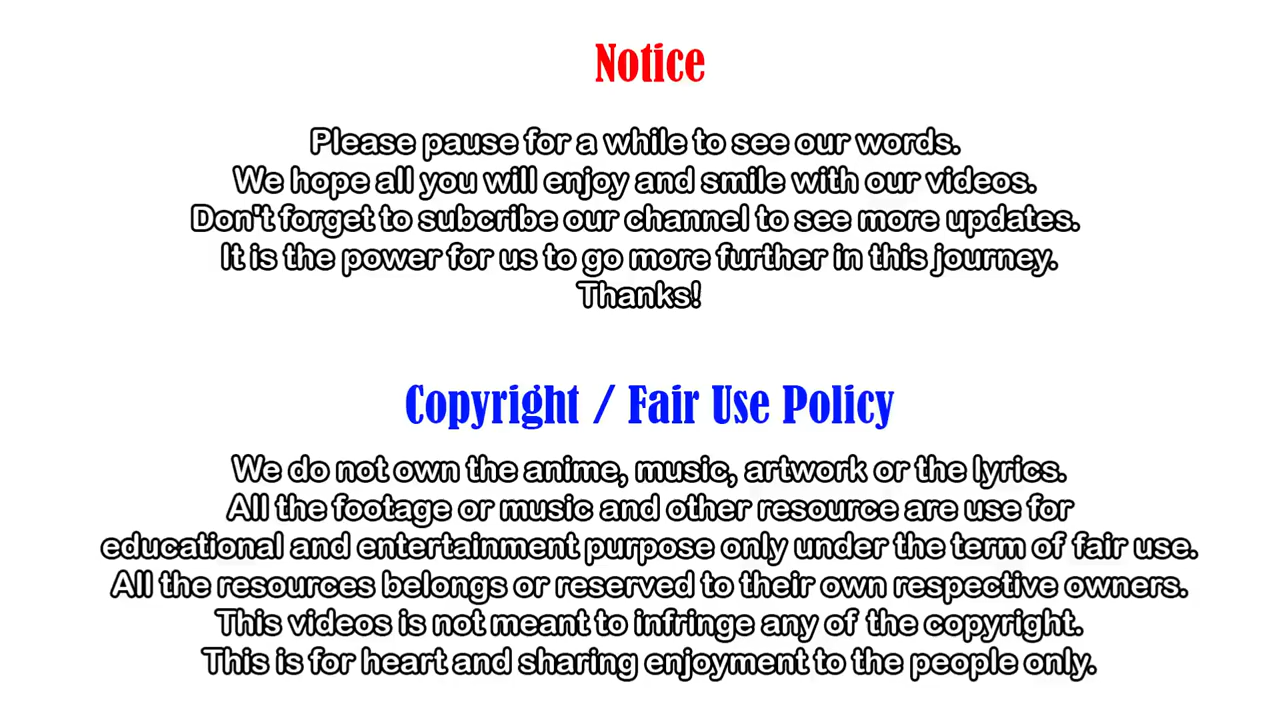 Notice
Please pause for a while to see our words.
We hope all you will enjoy and smile with our videos.
Don't forget to subcribe our channel to see more updates.
It is the power for us to go more further in this journey.
Thanks!
Copyright / Fair Use Policy
We do not own the anime, music, artwork or the lyrics.
All the footage or music and other resource are use for
educational and entertainment purpose only under the term of fair use.
All the resources belongs or reserved to their own respective owners.
This videos is not meant to infringe any of the copyright.
This is for heart and sharing enjoyment to the people only.